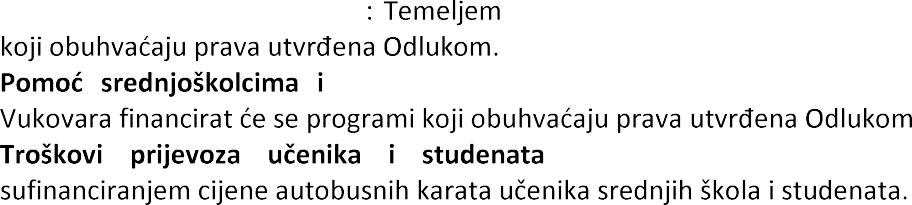 : Temeljem
koji obuhvaćaju prava utvrđena Odlukom.
Pomoć srednjoškolcima i
Vukovara financirat će se programi koji obuhvaćaju prava utvrđena Odlukom
Troškovi prijevoza učenika i studenata
sufinanciranjem cijene autobusnih karata učenika srednjih škola i studenata.